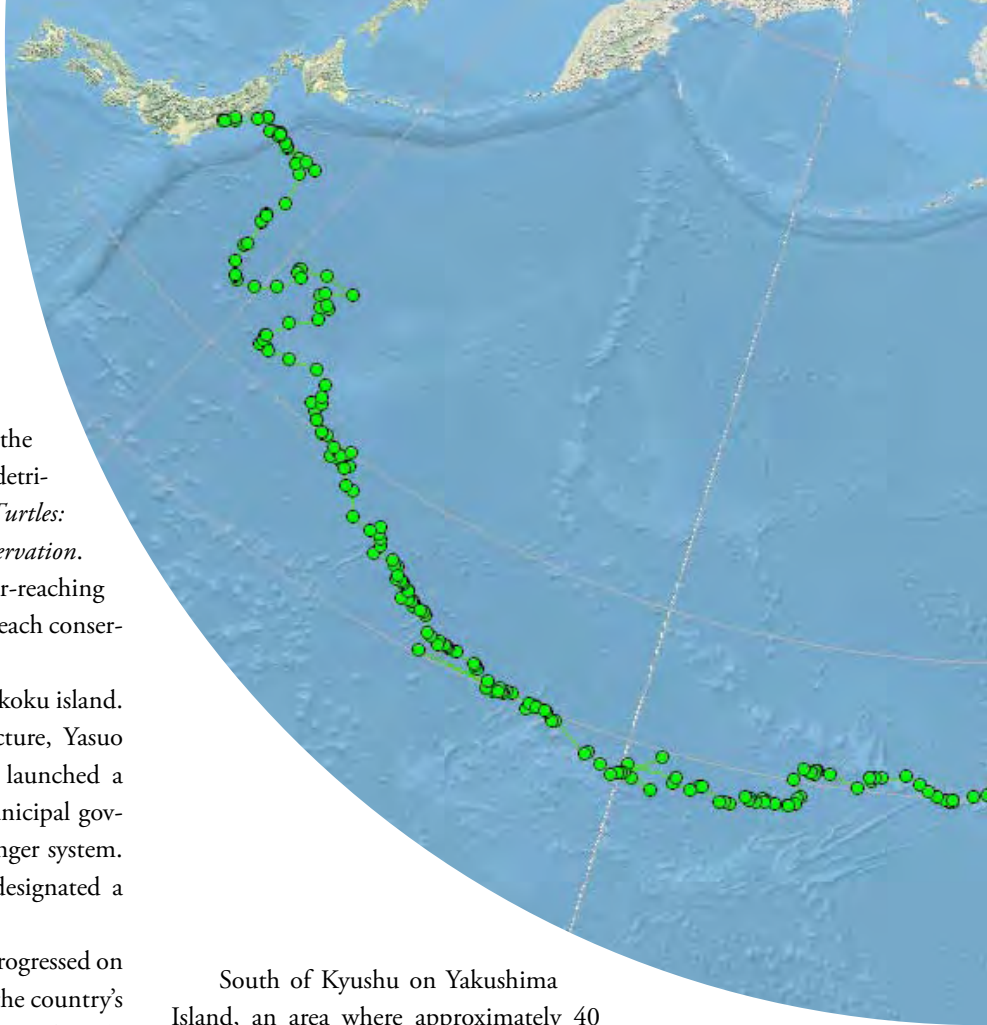 the
detri-
Turtles:
ervation.
r-reaching
each conser-
koku island.
cture, Yasuo
launched a
nicipal gov-
nger system.
designated a
rogressed on
he country's
South of Kyushu on Yakushima
Island, an area where approximately 40